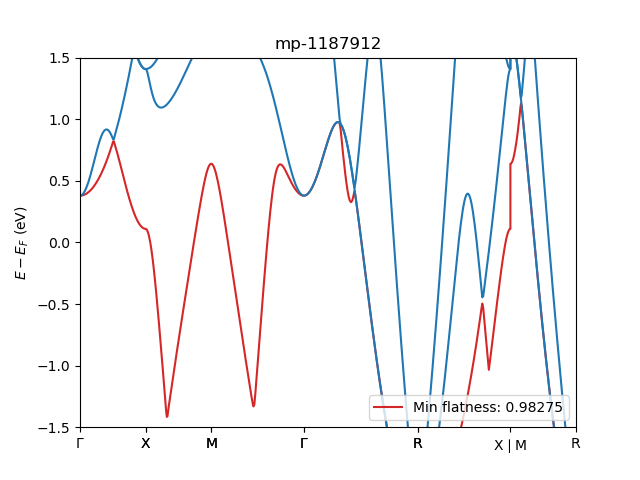 mp-1187912
E − E_F (eV)
1.5
1.0
0.5
0.0
−0.5
−1.0
−1.5
Min flatness: 0.98275
Γ X M Γ R X | M R